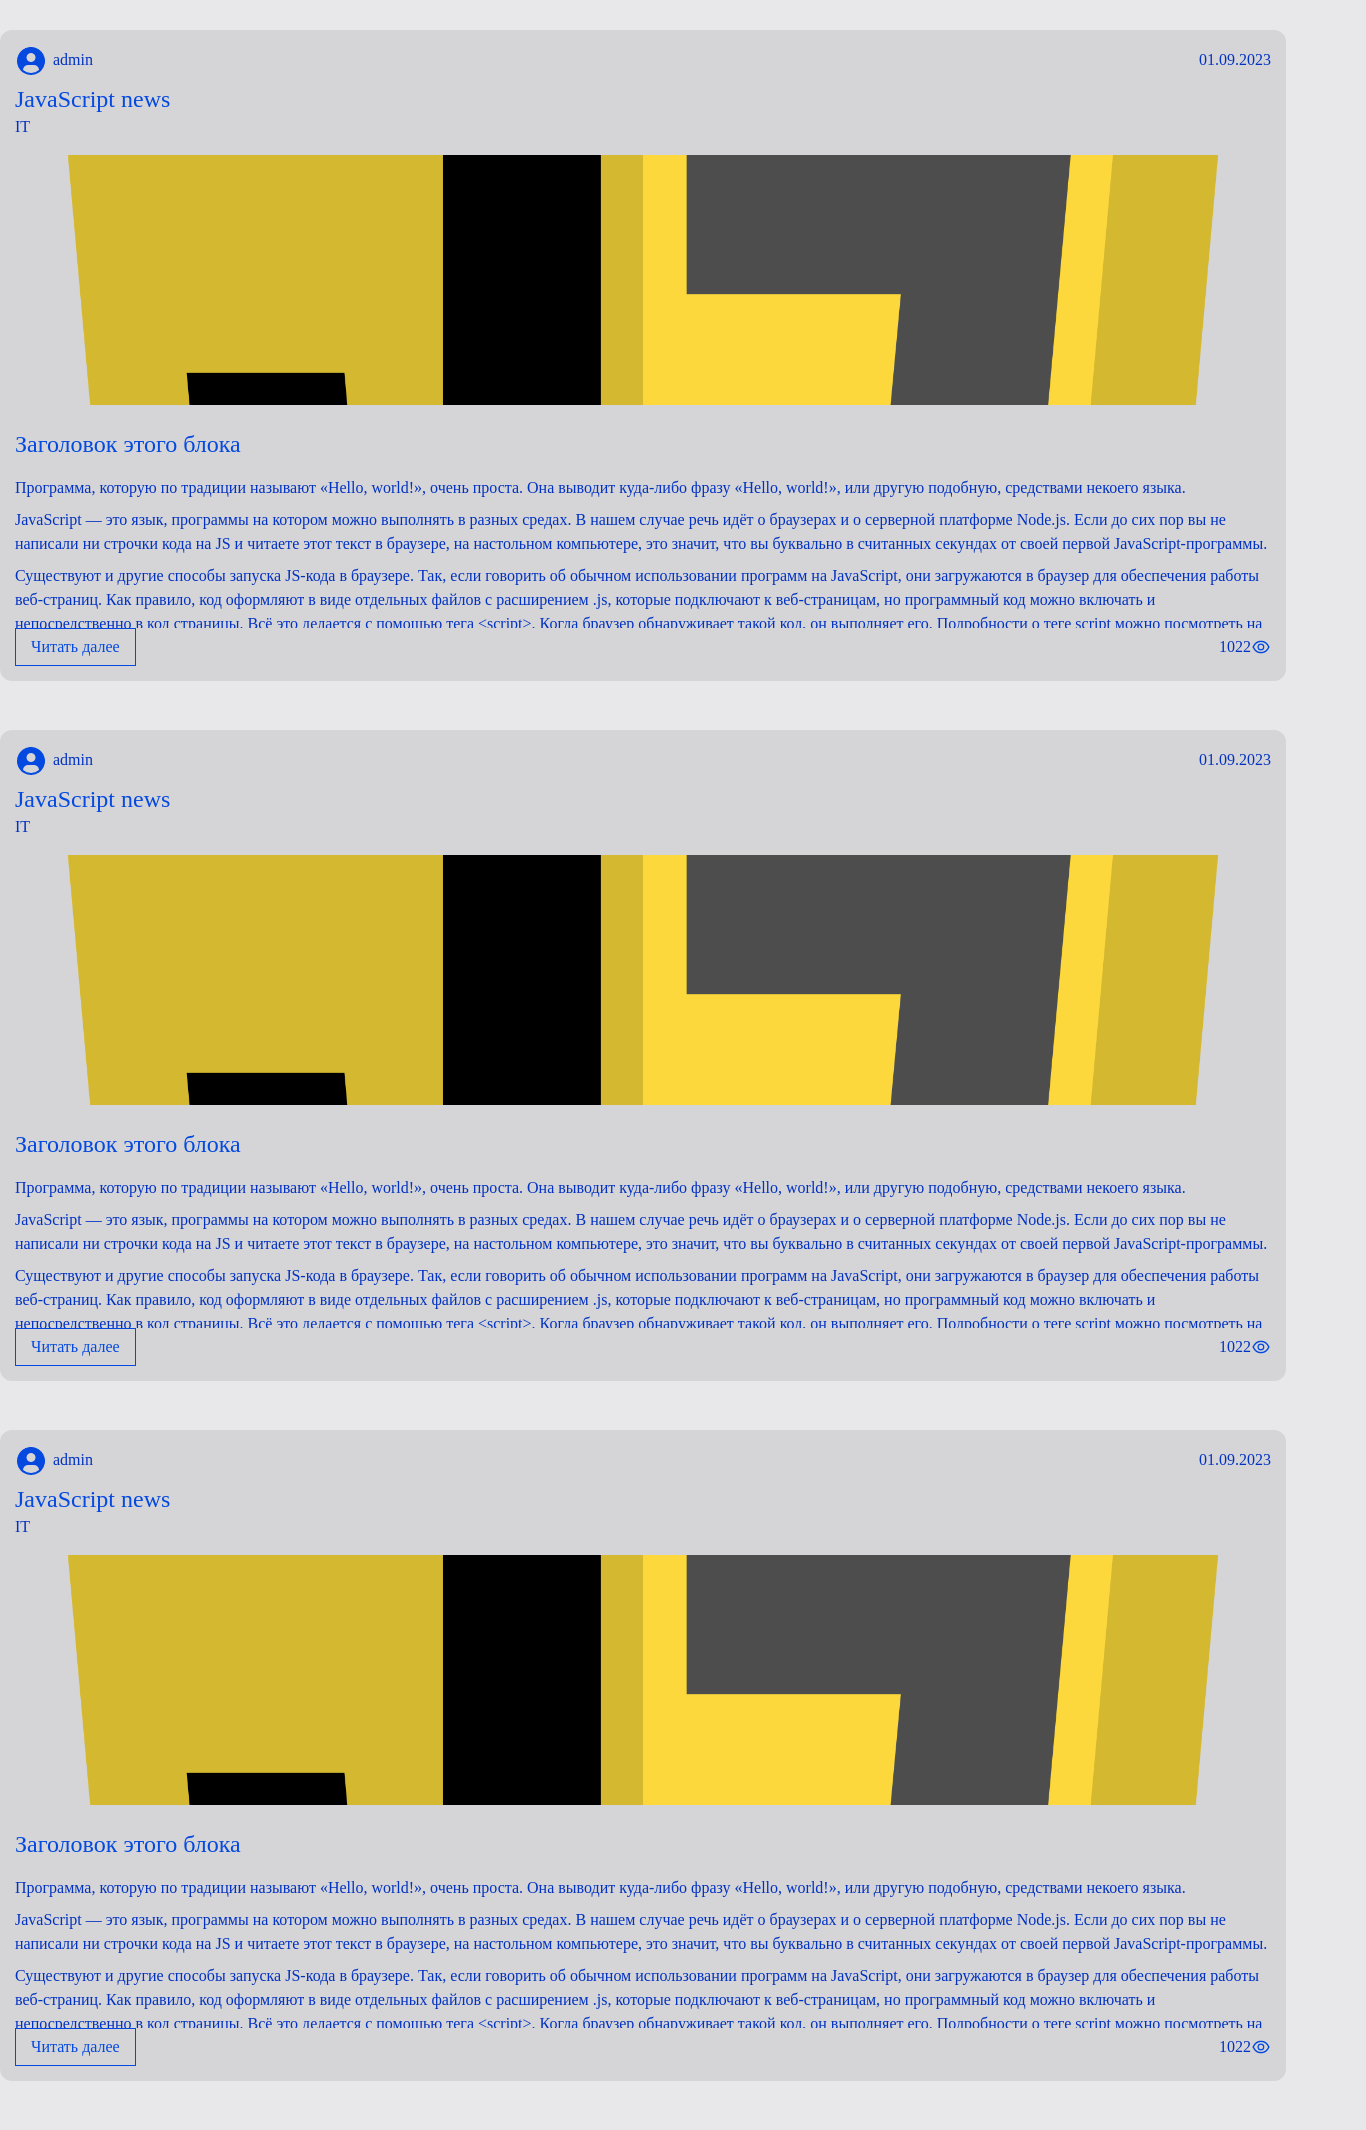 admin
01.09.2023
JavaScript news
IT
Заголовок этого блока
Программа, которую по традиции называют «Hello, world!», очень проста. Она выводит куда-либо фразу «Hello, world!», или другую подобную, средствами некоего языка.
JavaScript — это язык, программы на котором можно выполнять в разных средах. В нашем случае речь идёт о браузерах и о серверной платформе Node.js. Если до сих пор вы не
написали ни строчки кода на JS и читаете этот текст в браузере, на настольном компьютере, это значит, что вы буквально в считанных секундах от своей первой JavaScript-программы.
Существуют и другие способы запуска JS-кода в браузере. Так, если говорить об обычном использовании программ на JavaScript, они загружаются в браузер для обеспечения работы
веб-страниц. Как правило, код оформляют в виде отдельных файлов с расширением .js, которые подключают к веб-страницам, но программный код можно включать и
непосредственно в код страницы. Всё это делается с помощью тега <script>. Когда браузер обнаруживает такой код, он выполняет его. Подробности о теге script можно посмотреть на
Читать далее
1022
admin
01.09.2023
JavaScript news
IT
Заголовок этого блока
Программа, которую по традиции называют «Hello, world!», очень проста. Она выводит куда-либо фразу «Hello, world!», или другую подобную, средствами некоего языка.
JavaScript — это язык, программы на котором можно выполнять в разных средах. В нашем случае речь идёт о браузерах и о серверной платформе Node.js. Если до сих пор вы не
написали ни строчки кода на JS и читаете этот текст в браузере, на настольном компьютере, это значит, что вы буквально в считанных секундах от своей первой JavaScript-программы.
Существуют и другие способы запуска JS-кода в браузере. Так, если говорить об обычном использовании программ на JavaScript, они загружаются в браузер для обеспечения работы
веб-страниц. Как правило, код оформляют в виде отдельных файлов с расширением .js, которые подключают к веб-страницам, но программный код можно включать и
непосредственно в код страницы. Всё это делается с помощью тега <script>. Когда браузер обнаруживает такой код, он выполняет его. Подробности о теге script можно посмотреть на
Читать далее
1022
admin
01.09.2023
JavaScript news
IT
Заголовок этого блока
Программа, которую по традиции называют «Hello, world!», очень проста. Она выводит куда-либо фразу «Hello, world!», или другую подобную, средствами некоего языка.
JavaScript — это язык, программы на котором можно выполнять в разных средах. В нашем случае речь идёт о браузерах и о серверной платформе Node.js. Если до сих пор вы не
написали ни строчки кода на JS и читаете этот текст в браузере, на настольном компьютере, это значит, что вы буквально в считанных секундах от своей первой JavaScript-программы.
Существуют и другие способы запуска JS-кода в браузере. Так, если говорить об обычном использовании программ на JavaScript, они загружаются в браузер для обеспечения работы
веб-страниц. Как правило, код оформляют в виде отдельных файлов с расширением .js, которые подключают к веб-страницам, но программный код можно включать и
непосредственно в код страницы. Всё это делается с помощью тега <script>. Когда браузер обнаруживает такой код, он выполняет его. Подробности о теге script можно посмотреть на
Читать далее
1022